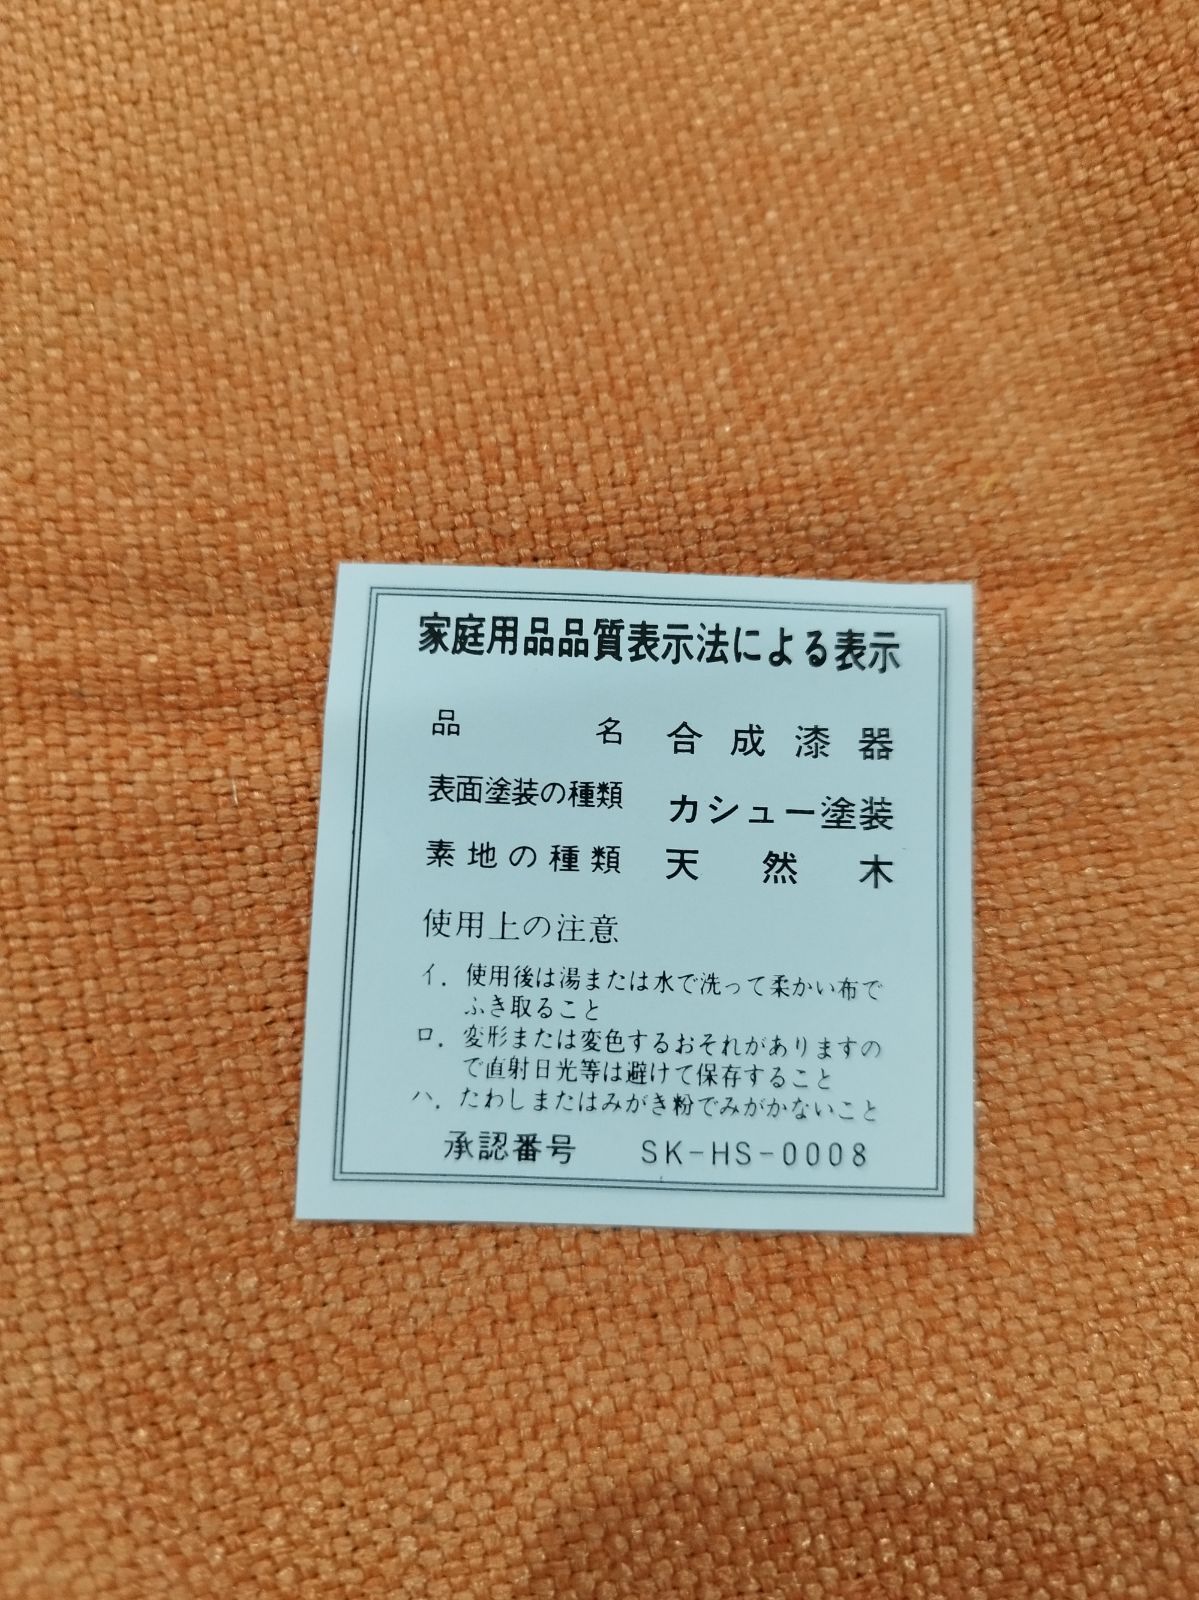 家庭用品品質表示法による表示
品名 合成漆器
表面塗装の種類 カシュー塗装
素地の種類 天然木
使用上の注意
イ. 使用後は湯または水で洗って柔かい布で
ふき取ること
ロ. 変形または変色するおそれがありますの
で直射日光等は避けて保存すること
ハ. たわしまたはみがき粉でみがかないこと
承認番号 SK-HS-0008